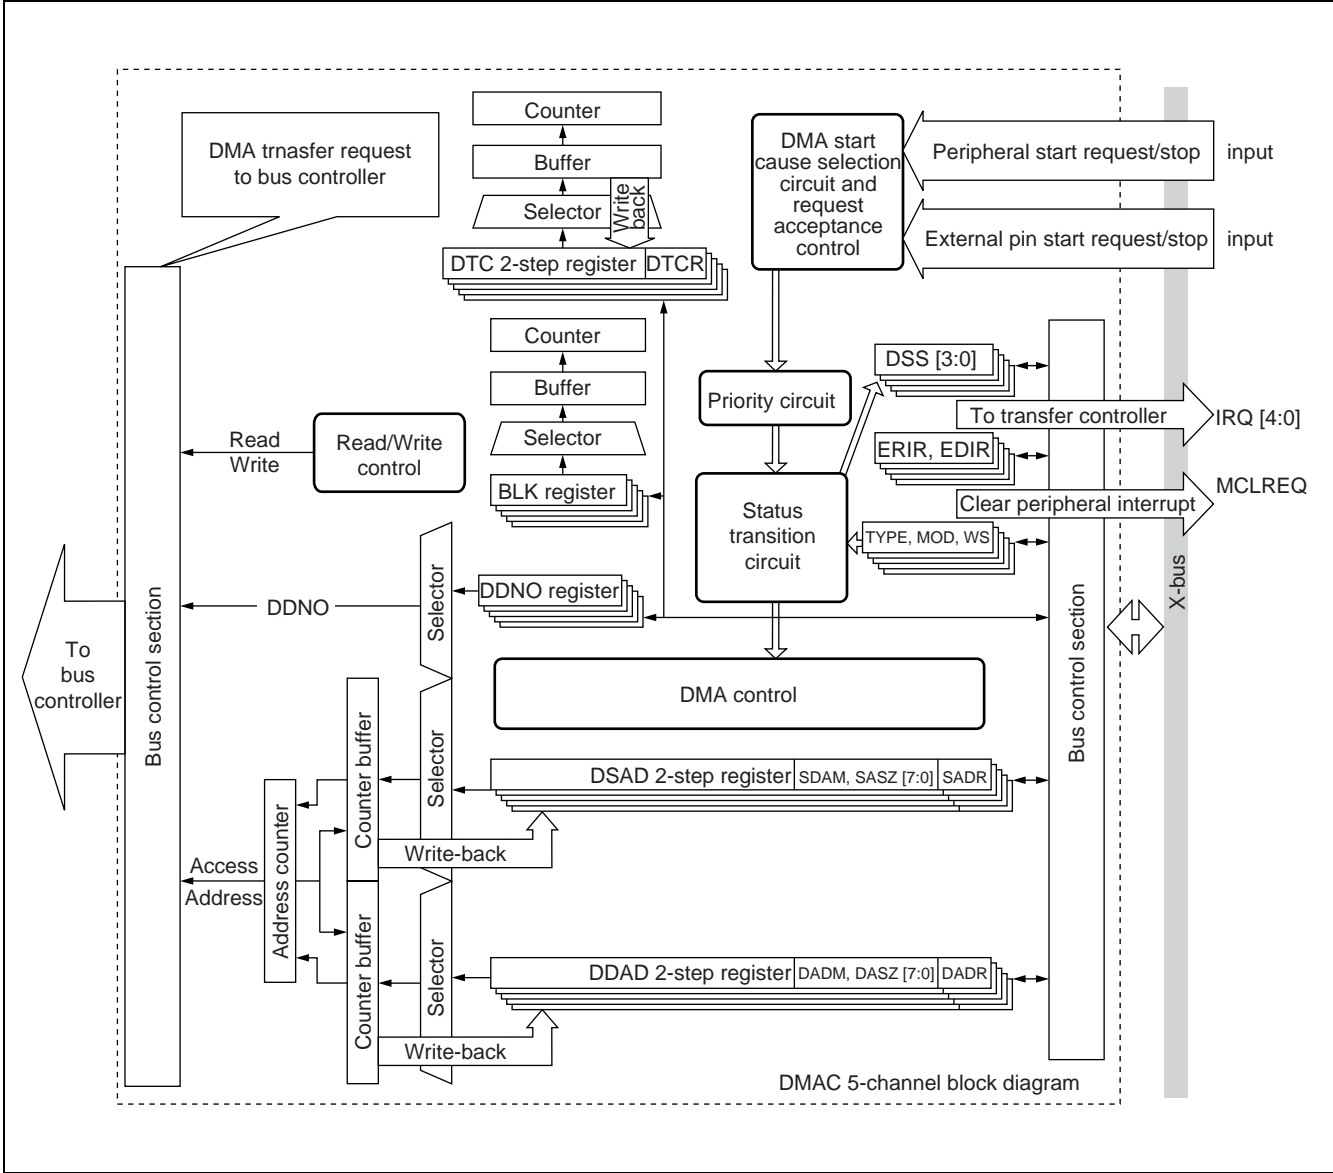 Counter
Buffer
Selector
Write back
DTC 2-step register
DTCR
DMA trnasfer request
to bus controller
DMA start
cause selection
circuit and
request
acceptance
control
Peripheral start request/stop
input
External pin start request/stop
input
Counter
Buffer
Selector
BLK register
Read
Write
Read/Write
control
Priority circuit
DSS [3:0]
To transfer controller
IRQ [4:0]
ERIR, EDIR
Clear peripheral interrupt
MCLREQ
Status
transition
circuit
TYPE, MOD, WS
X-bus
DDNO
Selector
DDNO register
To
bus
controller
Bus control section
Bus control section
DMA control
Counter buffer
Selector
DSAD 2-step register
SDAM, SASZ [7:0]
SADR
Write-back
Access
Address
Address counter
Counter buffer
Selector
DDAD 2-step register
DADM, DASZ [7:0]
DADR
Write-back
DMAC 5-channel block diagram